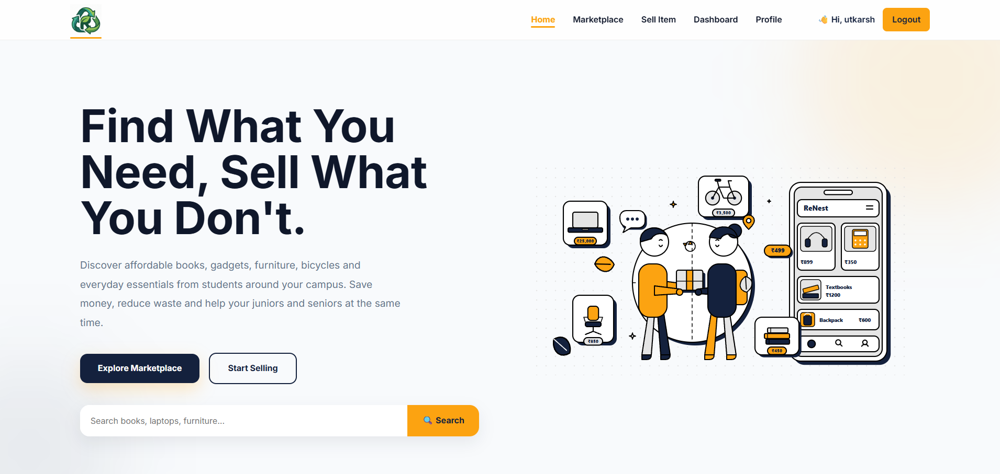 Home Marketplace Sell Item Dashboard Profile 👋 Hi, utkarsh Logout
Find What You
Need, Sell What
You Don't.
Discover affordable books, gadgets, furniture, bicycles and
everyday essentials from students around your campus. Save
money, reduce waste and help your juniors and seniors at the same
time.
Explore Marketplace Start Selling
Search books, laptops, furniture...
🔍 Search
₹25,000
₹3,500
₹850
₹499
₹450
ReNest
₹899 ₹350
Textbooks
₹1200
Backpack ₹600